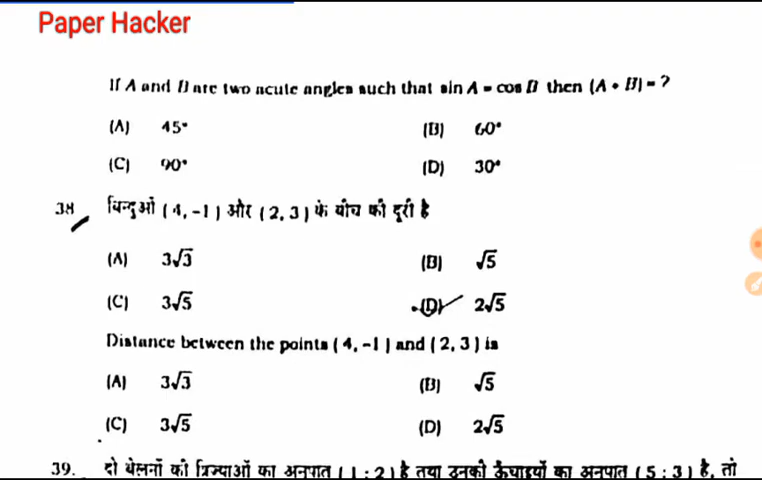 Paper Hacker
If A and B are two acute angles such that sin A = cos B then (A + B) = ?
(A) 45° (B) 60°
(C) 90° (D) 30°
38 बिन्दुओं (4, -1) और (2, 3) के बीच की दूरी है
(A) 3√3 (B) √5
(C) 3√5 (D) 2√5
Distance between the points (4, -1) and (2, 3) is
(A) 3√3 (B) √5
(C) 3√5 (D) 2√5
39. दो बेलनों की त्रिज्याओं का अनुपात (1 : 2) है तथा उनकी ऊँचाइयों का अनुपात (5 : 3) है, तो